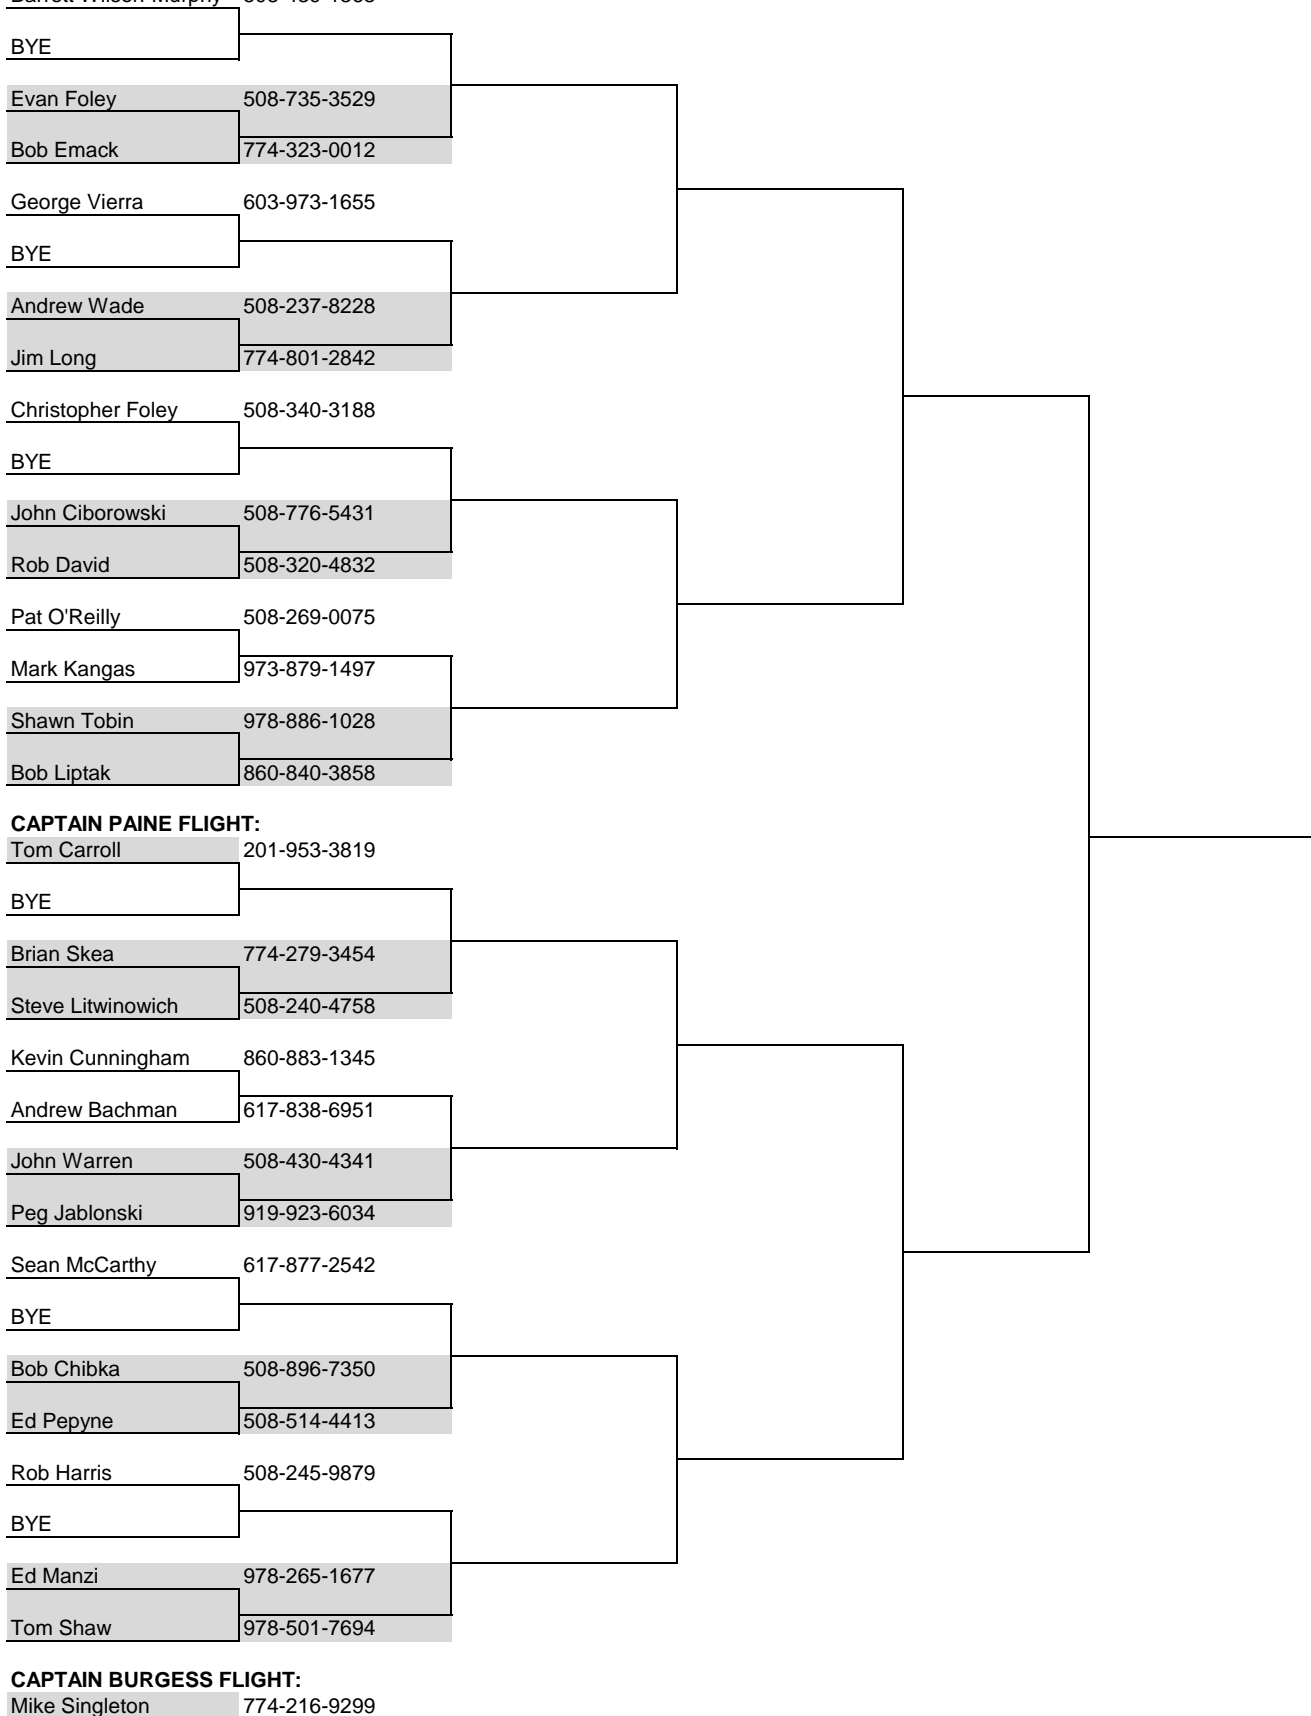 BYE
Evan Foley 508-735-3529
Bob Emack 774-323-0012
George Vierra 603-973-1655
BYE
Andrew Wade 508-237-8228
Jim Long 774-801-2842
Christopher Foley 508-340-3188
BYE
John Ciborowski 508-776-5431
Rob David 508-320-4832
Pat O'Reilly 508-269-0075
Mark Kangas 973-879-1497
Shawn Tobin 978-886-1028
Bob Liptak 860-840-3858
CAPTAIN PAINE FLIGHT:
Tom Carroll 201-953-3819
BYE
Brian Skea 774-279-3454
Steve Litwinowich 508-240-4758
Kevin Cunningham 860-883-1345
Andrew Bachman 617-838-6951
John Warren 508-430-4341
Peg Jablonski 919-923-6034
Sean McCarthy 617-877-2542
BYE
Bob Chibka 508-896-7350
Ed Pepyne 508-514-4413
Rob Harris 508-245-9879
BYE
Ed Manzi 978-265-1677
Tom Shaw 978-501-7694
CAPTAIN BURGESS FLIGHT:
Mike Singleton 774-216-9299